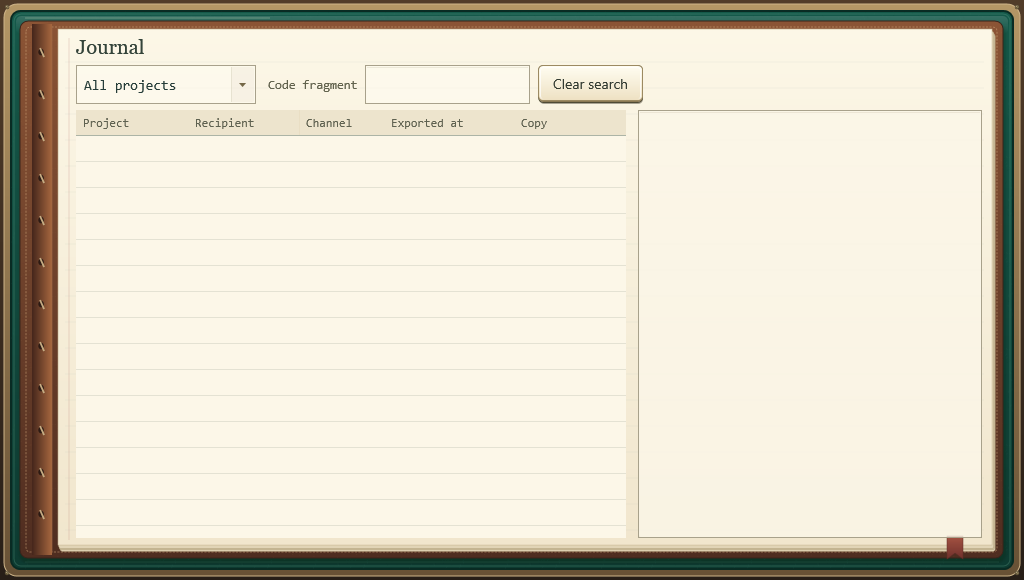 Journal
All projects Code fragment Clear search
Project Recipient Channel Exported at Copy